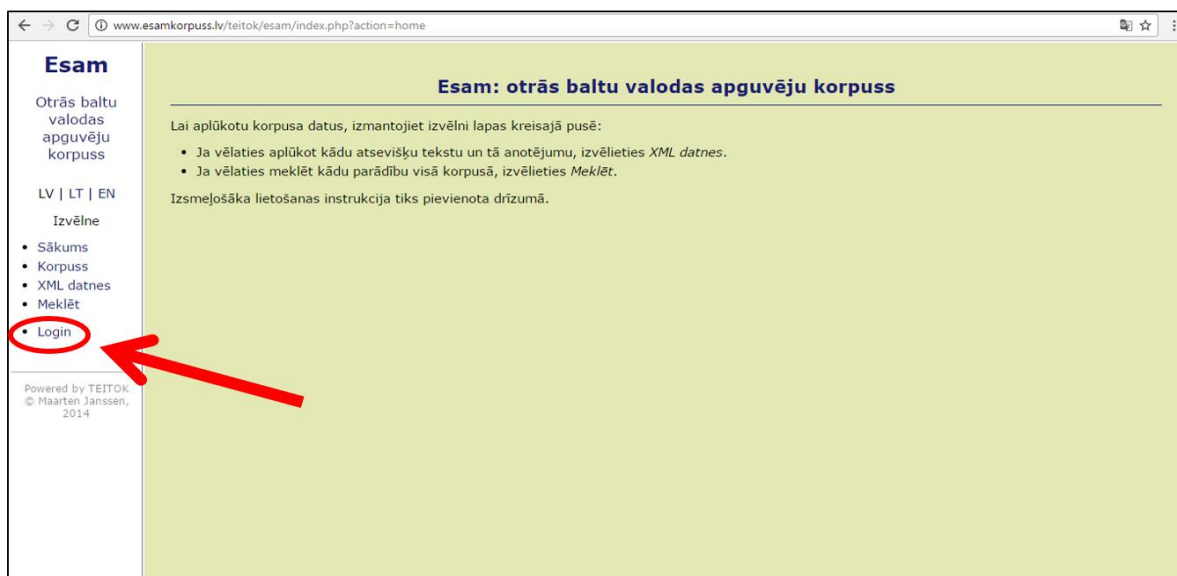 www.esamkorpuss.lv/teitok/esam/index.php?action=home
Esam
Otrās baltu
valodas
apguvēju
korpuss
LV | LT | EN
Izvēlne
• Sākums
• Korpuss
• XML datnes
• Meklēt
• Login
Powered by TEITOK
© Maarten Janssen,
2014
Esam: otrās baltu valodas apguvēju korpuss
Lai aplūkotu korpusa datus, izmantojiet izvēlni lapas kreisajā pusē:
• Ja vēlaties aplūkot kādu atsevišķu tekstu un tā anotējumu, izvēlieties XML datnes.
• Ja vēlaties meklēt kādu parādību visā korpusā, izvēlieties Meklēt.
Izsmeļošāka lietošanas instrukcija tiks pievienota drīzumā.